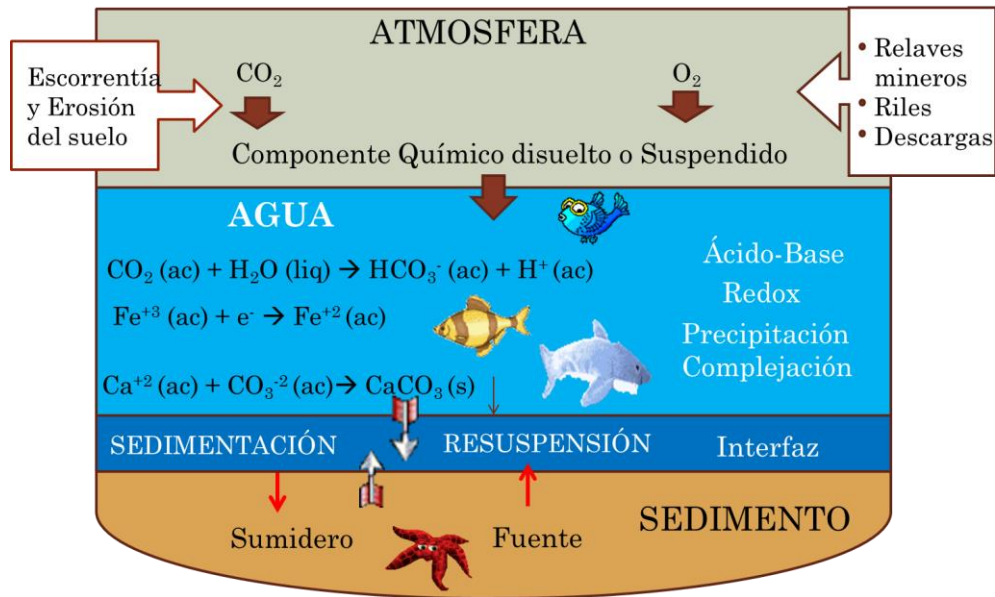 ATMOSFERA
Escorrentía
y Erosión
del suelo
CO₂
O₂
• Relaves
mineros
• Riles
• Descargas
Componente Químico disuelto o Suspendido
AGUA
CO₂ (ac) + H₂O (liq) → HCO₃⁻ (ac) + H⁺ (ac)
Fe⁺³ (ac) + e⁻ → Fe⁺² (ac)
Ca⁺² (ac) + CO₃⁻² (ac) → CaCO₃ (s) ↓
Ácido-Base
Redox
Precipitación
Complejación
SEDIMENTACIÓN
RESUSPENSIÓN
Interfaz
Sumidero
Fuente
SEDIMENTO